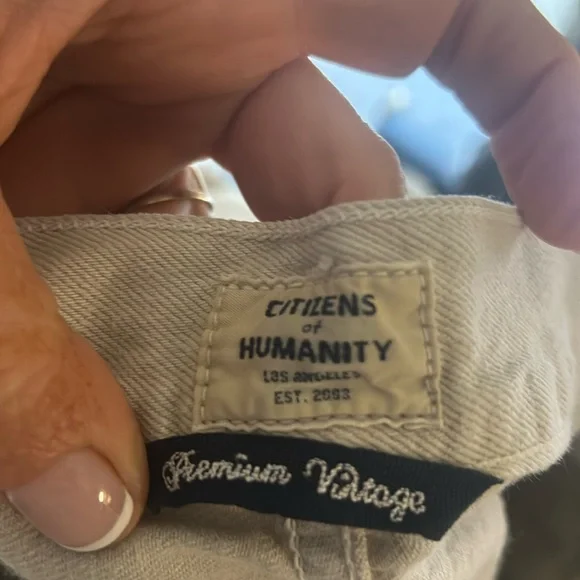 CITIZENS
of
HUMANITY
LOS ANGELES
EST. 2003
Premium Vintage